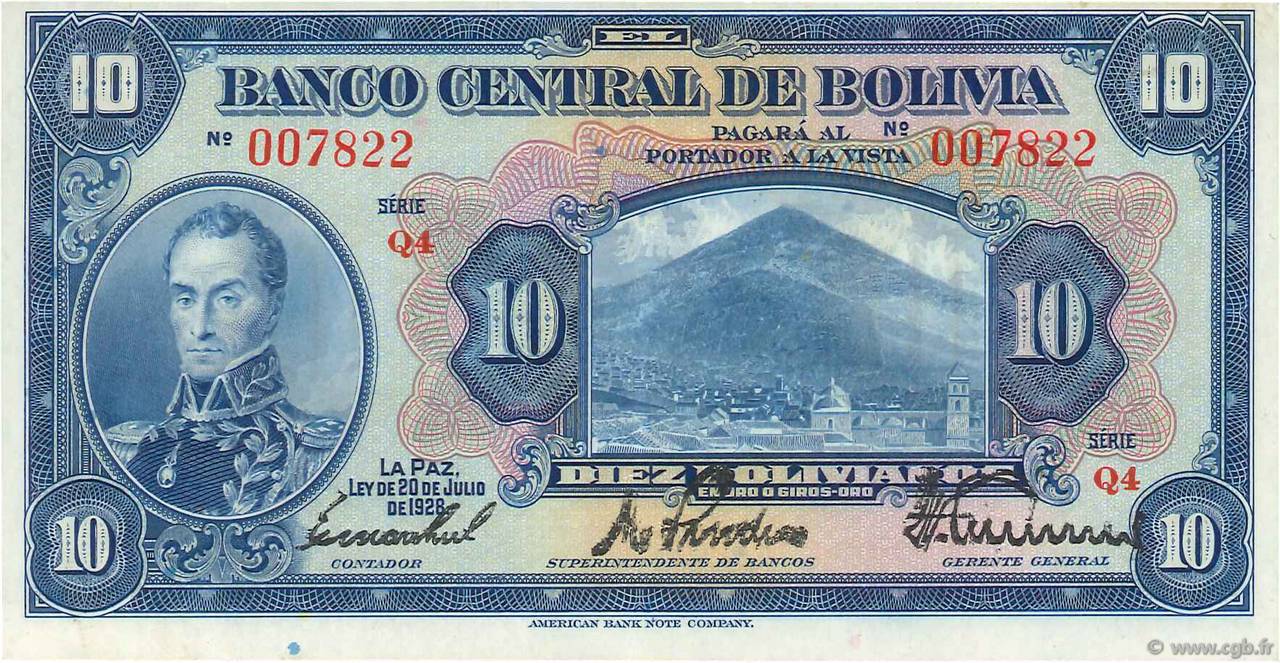 EL
10 10
BANCO CENTRAL DE BOLIVIA
Nº 007822
PAGARÁ AL
PORTADOR A LA VISTA
Nº 007822
SÉRIE
Q4
10 10
DIEZ BOLIVIANOS
EN ORO O GIROS-ORO
SÉRIE
Q4
LA PAZ,
LEY DE 20 DE JULIO
DE 1928
10 10
CONTADOR
SUPERINTENDENTE DE BANCOS
GERENTE GENERAL
AMERICAN BANK NOTE COMPANY.
© www.cgb.fr